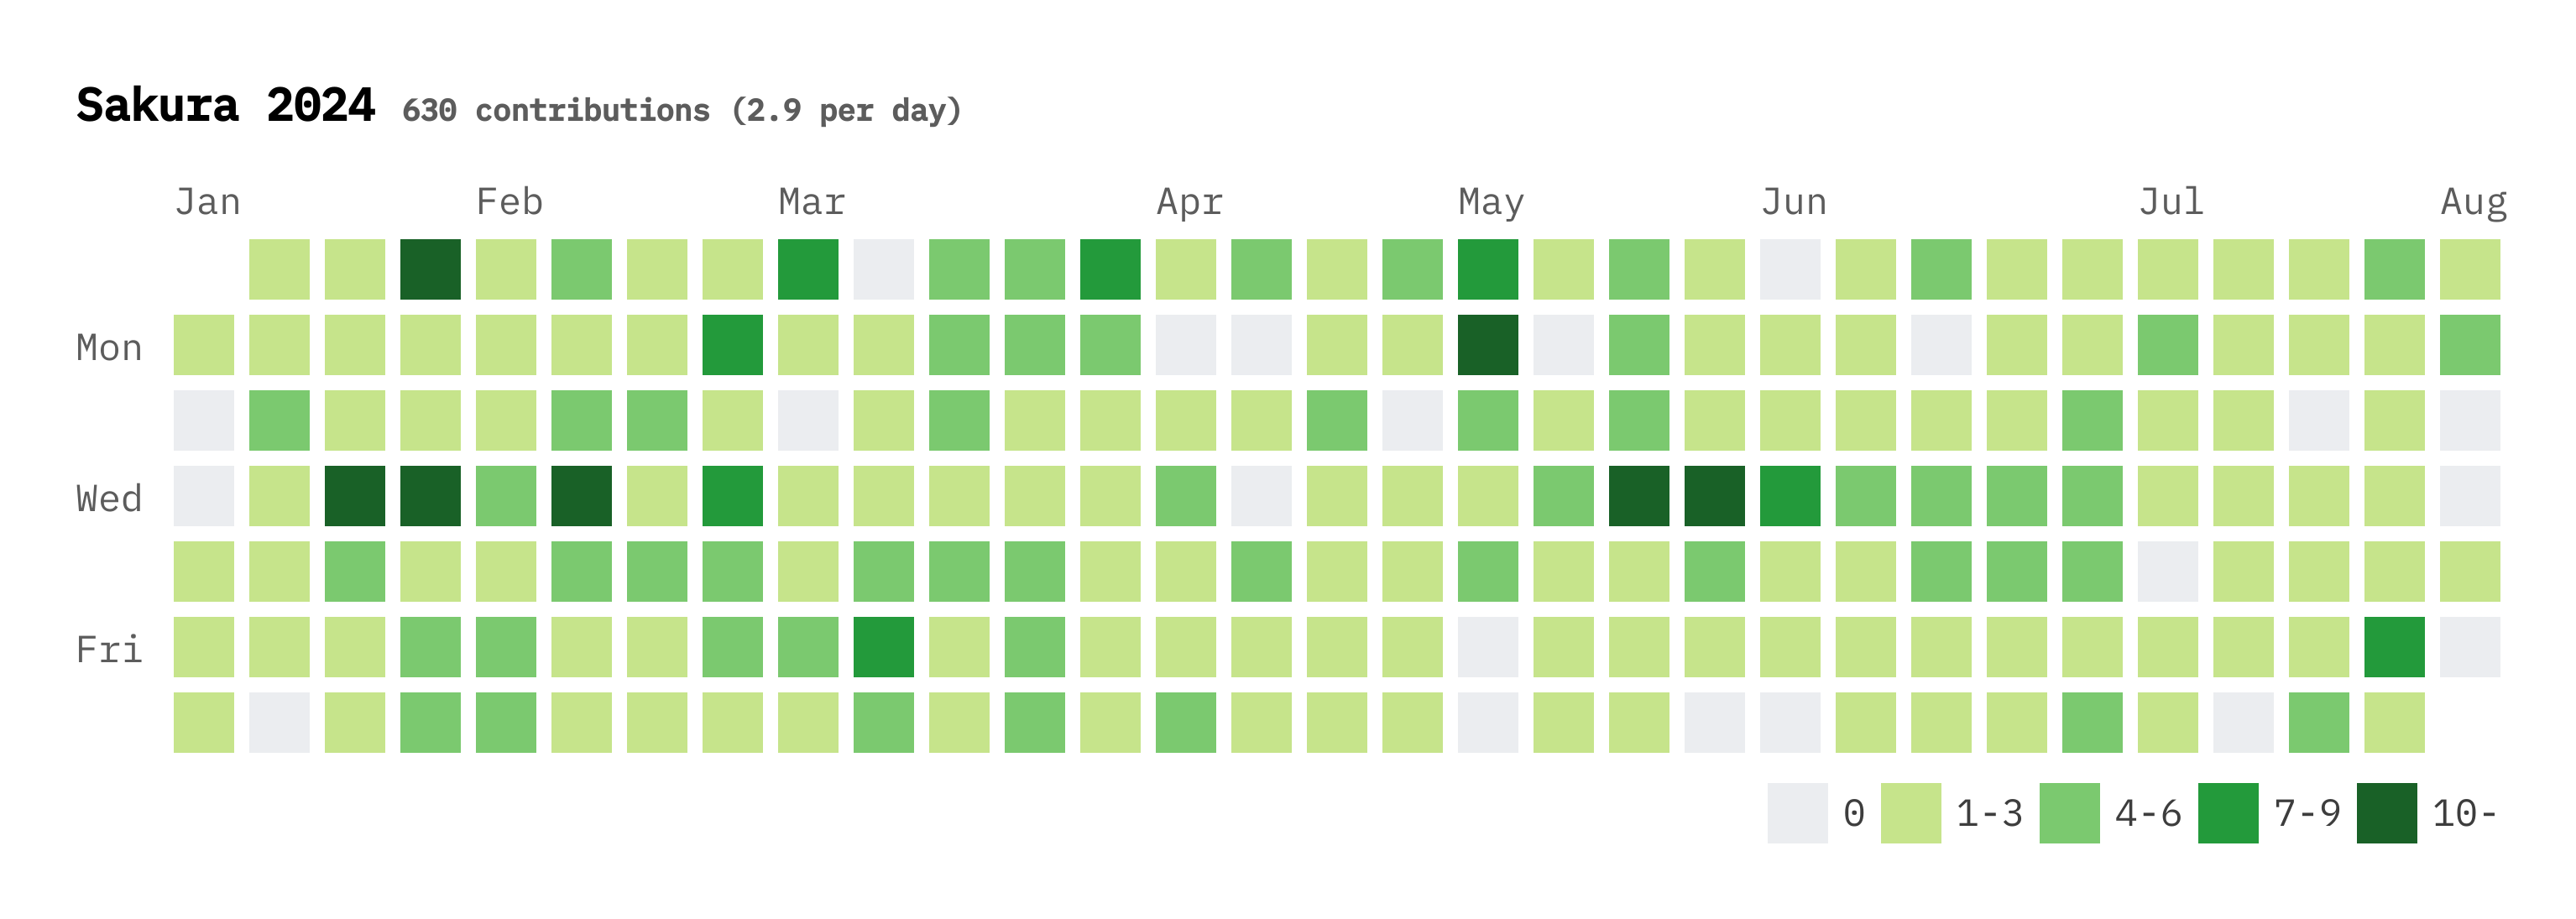 Sakura 2024 630 contributions (2.9 per day)
Jan Feb Mar Apr May Jun Jul Aug
Mon
Wed
Fri
0 1-3 4-6 7-9 10-